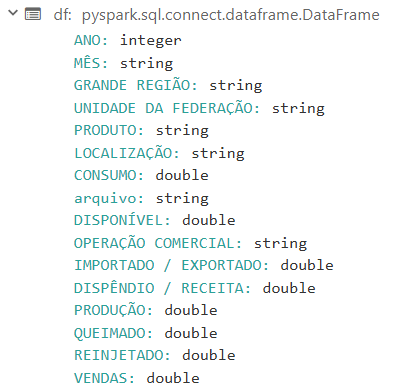 df: pyspark.sql.connect.dataframe.DataFrame
ANO: integer
MÊS: string
GRANDE REGIÃO: string
UNIDADE DA FEDERAÇÃO: string
PRODUTO: string
LOCALIZAÇÃO: string
CONSUMO: double
arquivo: string
DISPONÍVEL: double
OPERAÇÃO COMERCIAL: string
IMPORTADO / EXPORTADO: double
DISPÊNDIO / RECEITA: double
PRODUÇÃO: double
QUEIMADO: double
REINJETADO: double
VENDAS: double